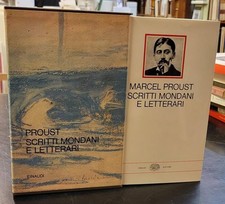 PROUST
SCRITTI MONDANI
E LETTERARI
EINAUDI
MARCEL PROUST
SCRITTI MONDANI
E LETTERARI